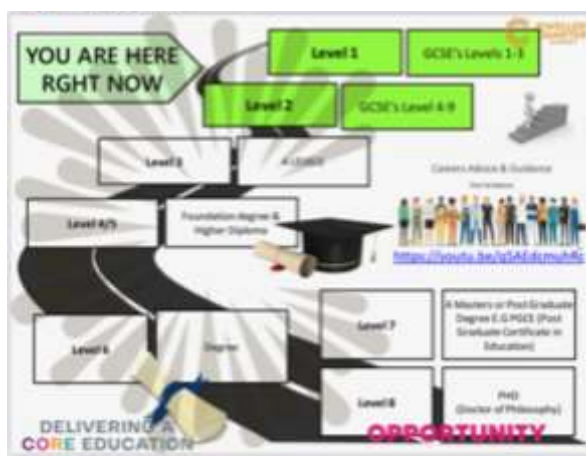 YOU ARE HERE
RGHT NOW
Level 1
GCSE's Levels 1-3
Level 2
GCSE's Level 4-9
Level 3
Careers Advice & Guidance
Level 4/5
Foundation degree &
Higher Diploma
Level 6
Degree
Level 7
A Masters or Post Graduate
Degree E.G PGCE (Post
Graduate Certificate in
Education)
Level 8
PHD
(Doctor of Philosophy)
DELIVERING A
CORE EDUCATION
OPPORTUNITY